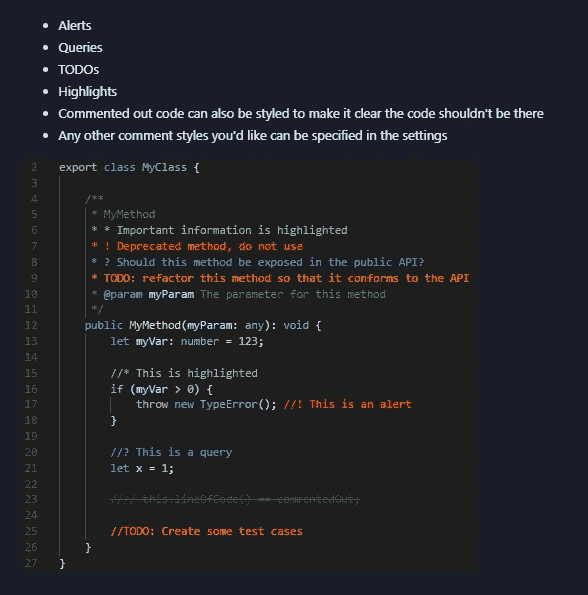 • Alerts
• Queries
• TODOs
• Highlights
• Commented out code can also be styled to make it clear the code shouldn't be there
• Any other comment styles you'd like can be specified in the settings
2 export class MyClass {
3
4 /**
5 * MyMethod
6 * * Important information is highlighted
7 * ! Deprecated method, do not use
8 * ? Should this method be exposed in the public API?
9 * TODO: refactor this method so that it conforms to the API
10 * @param myParam The parameter for this method
11 */
12 public MyMethod(myParam: any): void {
13 let myVar: number = 123;
14
15 //* This is highlighted
16 if (myVar > 0) {
17 throw new TypeError(); //! This is an alert
18 }
19
20 //? This is a query
21 let x = 1;
22
23 //// this.lineOfCode() == commentedOut;
24
25 //TODO: Create some test cases
26 }
27 }